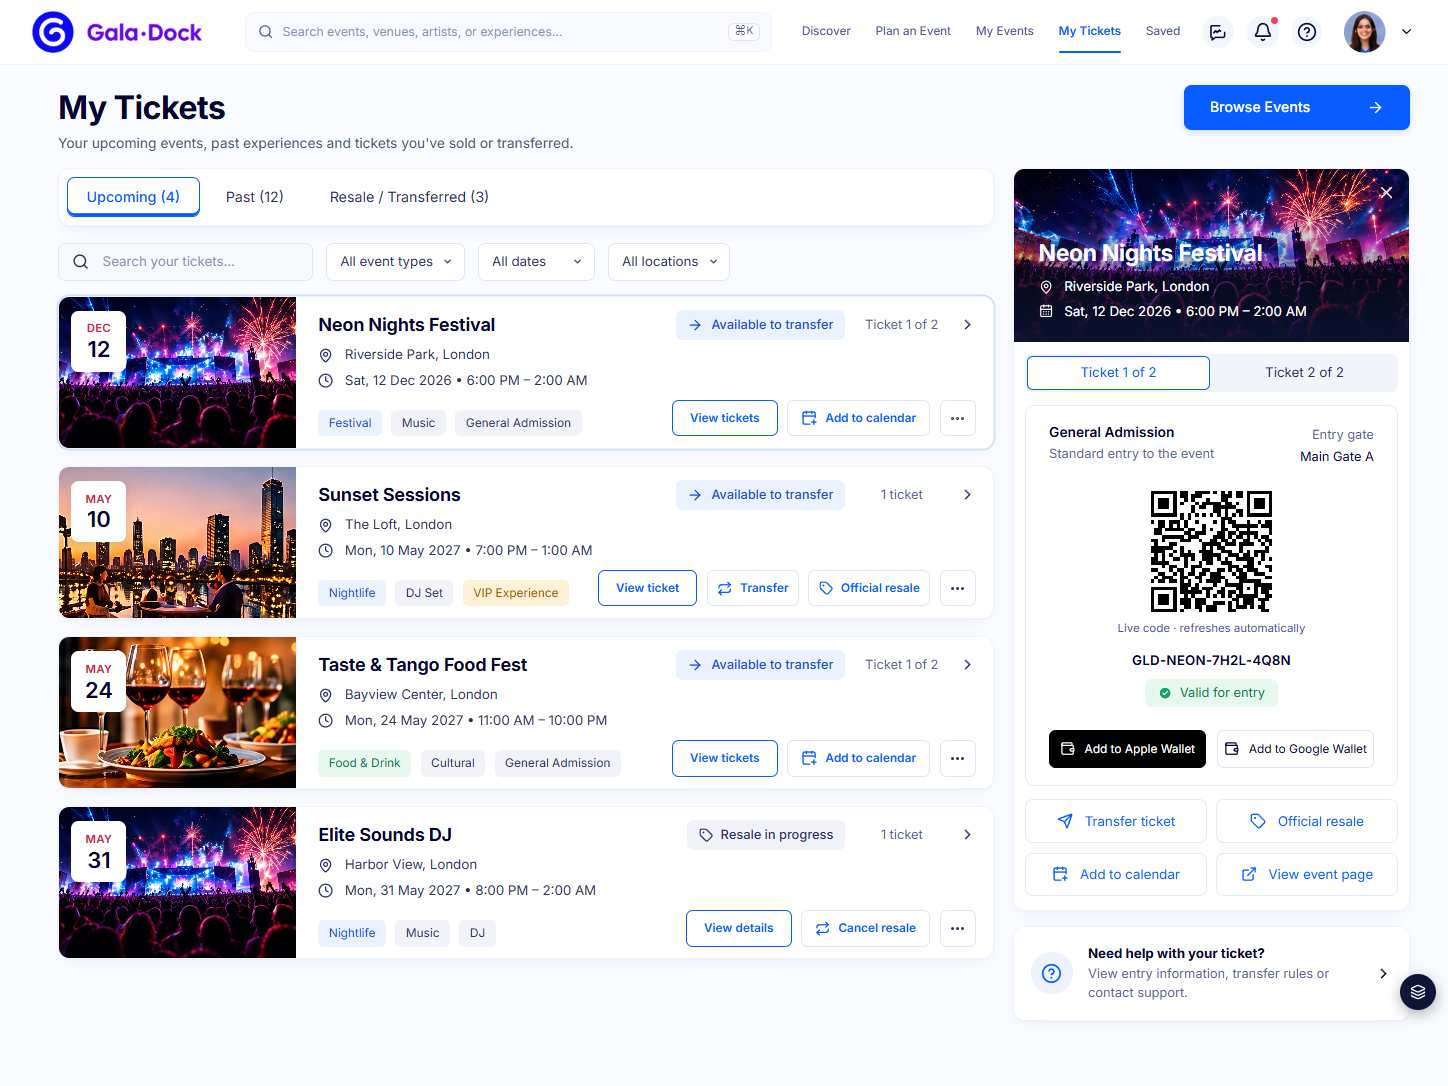 Gala·Dock
Search events, venues, artists, or experiences...
⌘K
Discover
Plan an Event
My Events
My Tickets
Saved
My Tickets
Your upcoming events, past experiences and tickets you've sold or transferred.
Browse Events
Upcoming (4)
Past (12)
Resale / Transferred (3)
Search your tickets...
All event types
All dates
All locations
DEC
12
Neon Nights Festival
Available to transfer
Ticket 1 of 2
Riverside Park, London
Sat, 12 Dec 2026 • 6:00 PM – 2:00 AM
Festival
Music
General Admission
View tickets
Add to calendar
MAY
10
Sunset Sessions
Available to transfer
1 ticket
The Loft, London
Mon, 10 May 2027 • 7:00 PM – 1:00 AM
Nightlife
DJ Set
VIP Experience
View ticket
Transfer
Official resale
MAY
24
Taste & Tango Food Fest
Available to transfer
Ticket 1 of 2
Bayview Center, London
Mon, 24 May 2027 • 11:00 AM – 10:00 PM
Food & Drink
Cultural
General Admission
View tickets
Add to calendar
MAY
31
Elite Sounds DJ
Resale in progress
1 ticket
Harbor View, London
Mon, 31 May 2027 • 8:00 PM – 2:00 AM
Nightlife
Music
DJ
View details
Cancel resale
Neon Nights Festival
Riverside Park, London
Sat, 12 Dec 2026 • 6:00 PM – 2:00 AM
Ticket 1 of 2
Ticket 2 of 2
General Admission
Standard entry to the event
Entry gate
Main Gate A
Live code · refreshes automatically
GLD-NEON-7H2L-4Q8N
Valid for entry
Add to Apple Wallet
Add to Google Wallet
Transfer ticket
Official resale
Add to calendar
View event page
Need help with your ticket?
View entry information, transfer rules or
contact support.